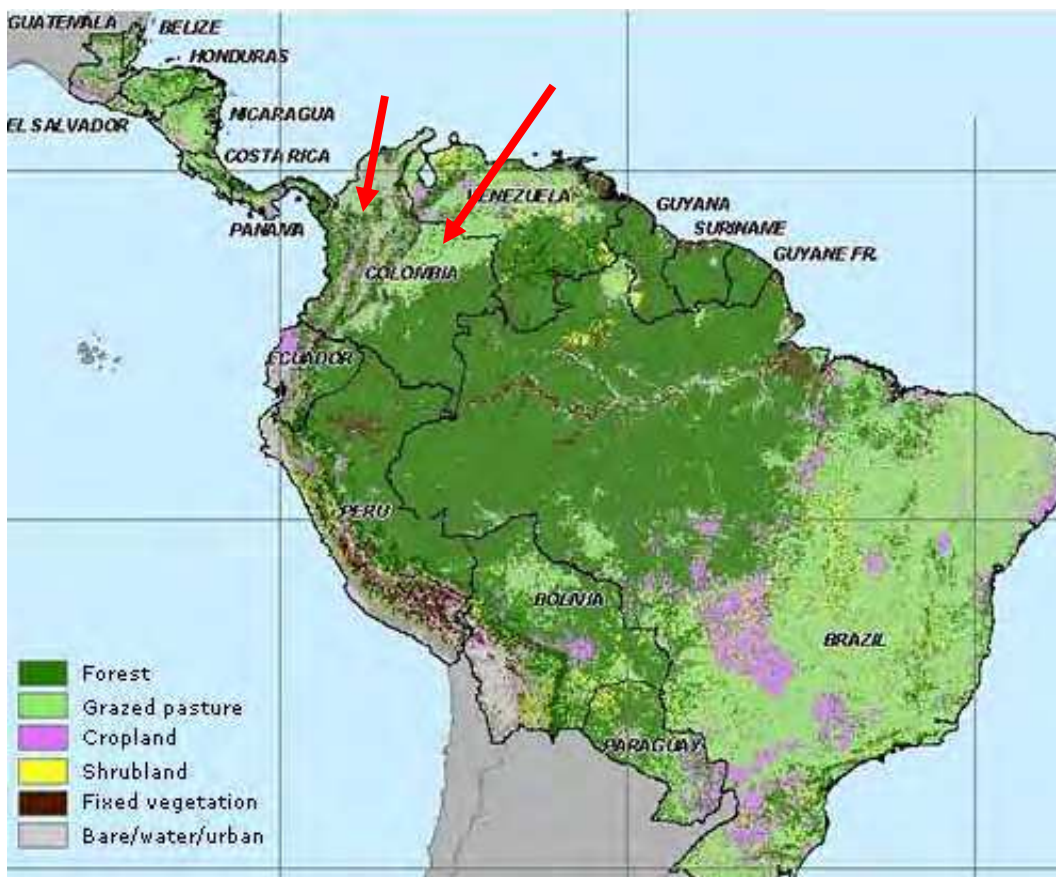 GUATEMALA
BELIZE
HONDURAS
EL SALVADOR
NICARAGUA
COSTA RICA
PANAMA
VENEZUELA
GUYANA
SURINAME
GUYANE FR.
COLOMBIA
ECUADOR
PERU
BOLIVIA
BRAZIL
PARAGUAY
Forest
Grazed pasture
Cropland
Shrubland
Fixed vegetation
Bare/water/urban